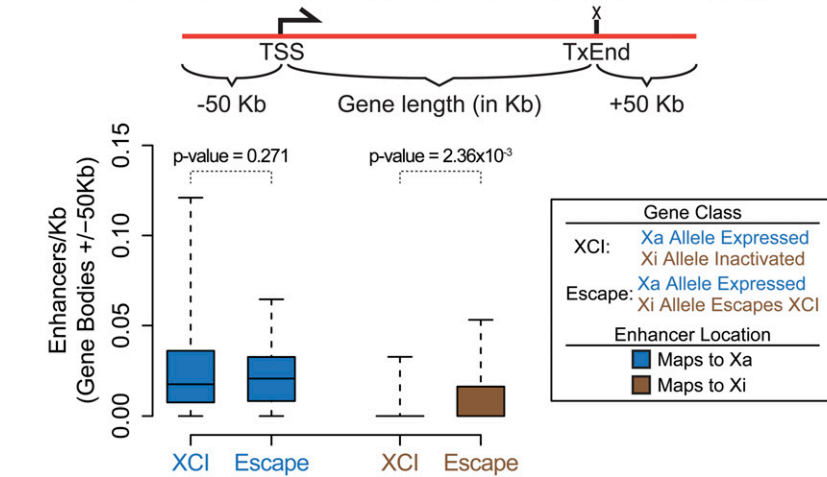 X
TSS
TxEnd
-50 Kb
Gene length (in Kb)
+50 Kb
Enhancers/Kb
(Gene Bodies +/−50Kb)
0.15
0.10
0.05
0.00
p-value = 0.271
p-value = 2.36x10⁻³
XCI
Escape
XCI
Escape
Gene Class
XCI: Xa Allele Expressed
Xi Allele Inactivated
Escape: Xa Allele Expressed
Xi Allele Escapes XCI
Enhancer Location
Maps to Xa
Maps to Xi